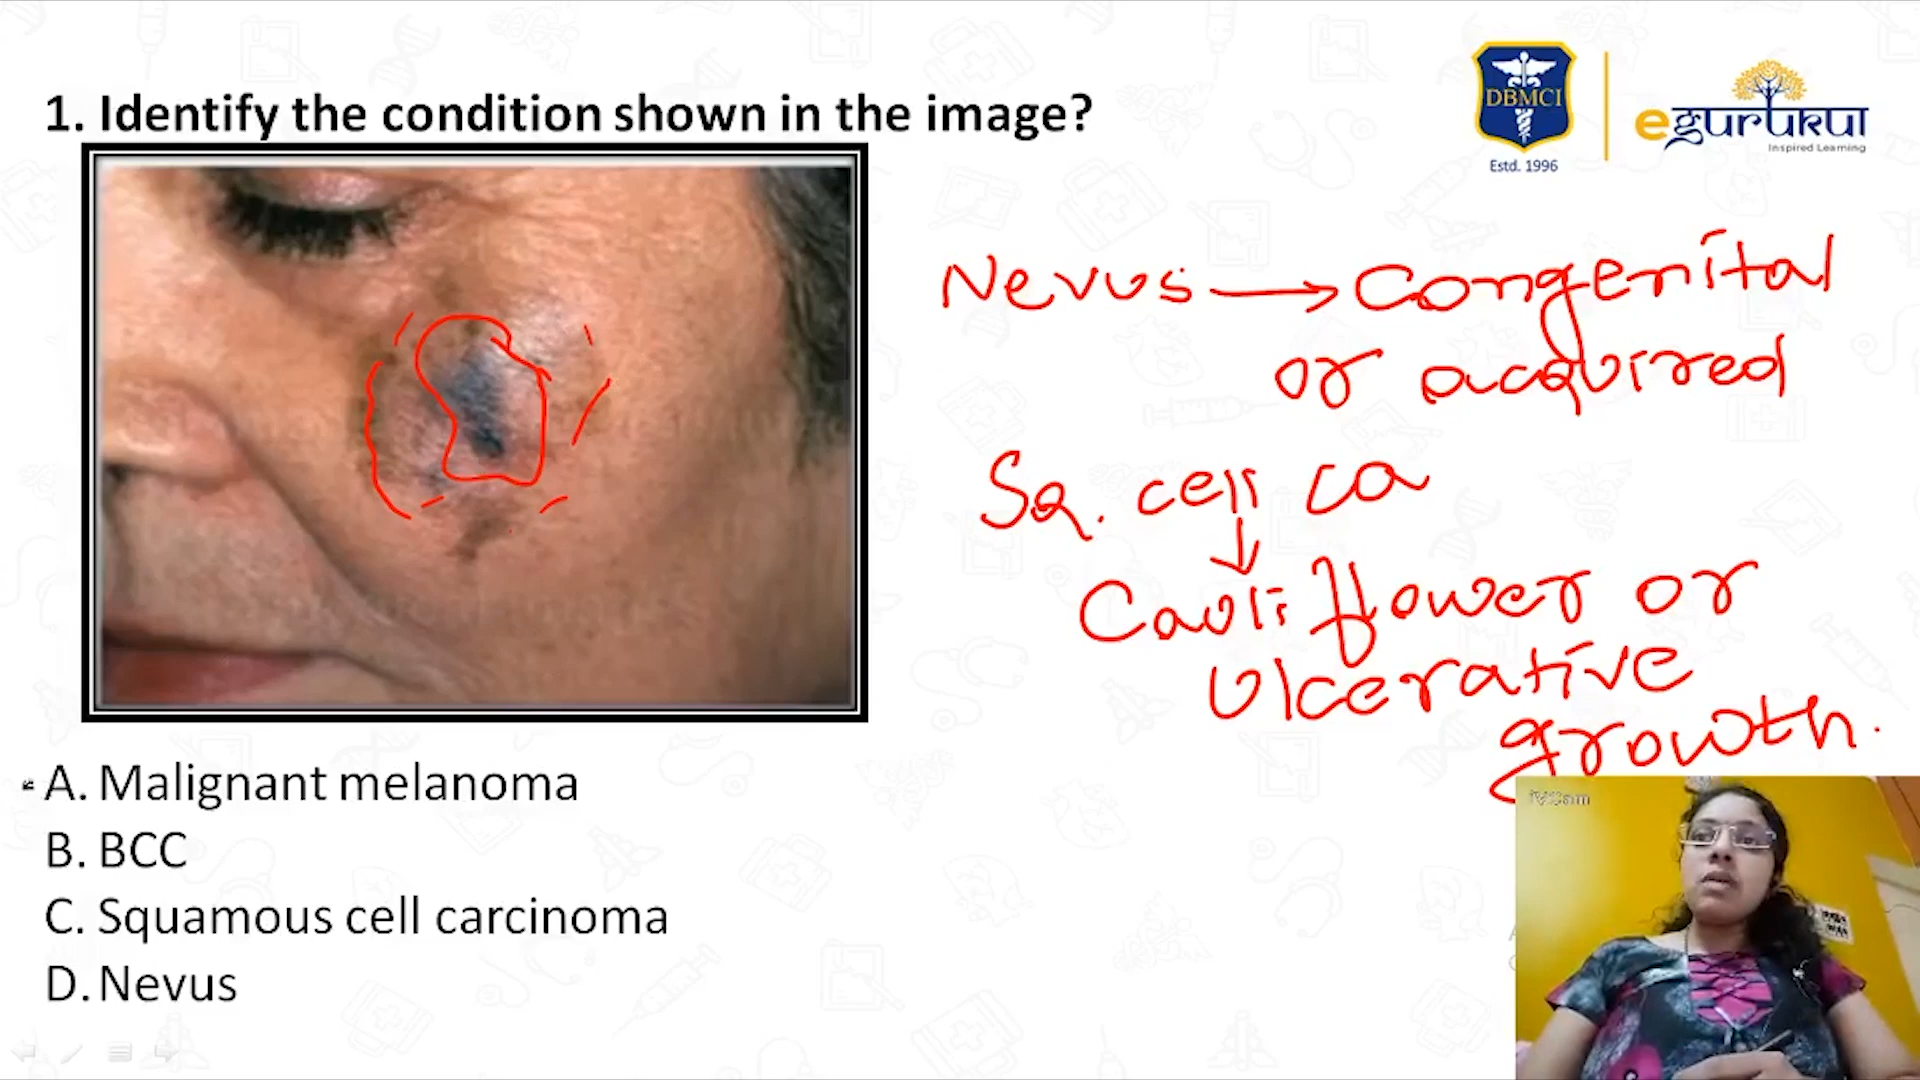 1. Identify the condition shown in the image?
DBMCI
Estd. 1996
egurukul
Inspired Learning
Nevus → Congenital
or acquired
Sq. cell ca
↓
Cauliflower or
Ulcerative
growth.
A. Malignant melanoma
B. BCC
C. Squamous cell carcinoma
D. Nevus
iVCam